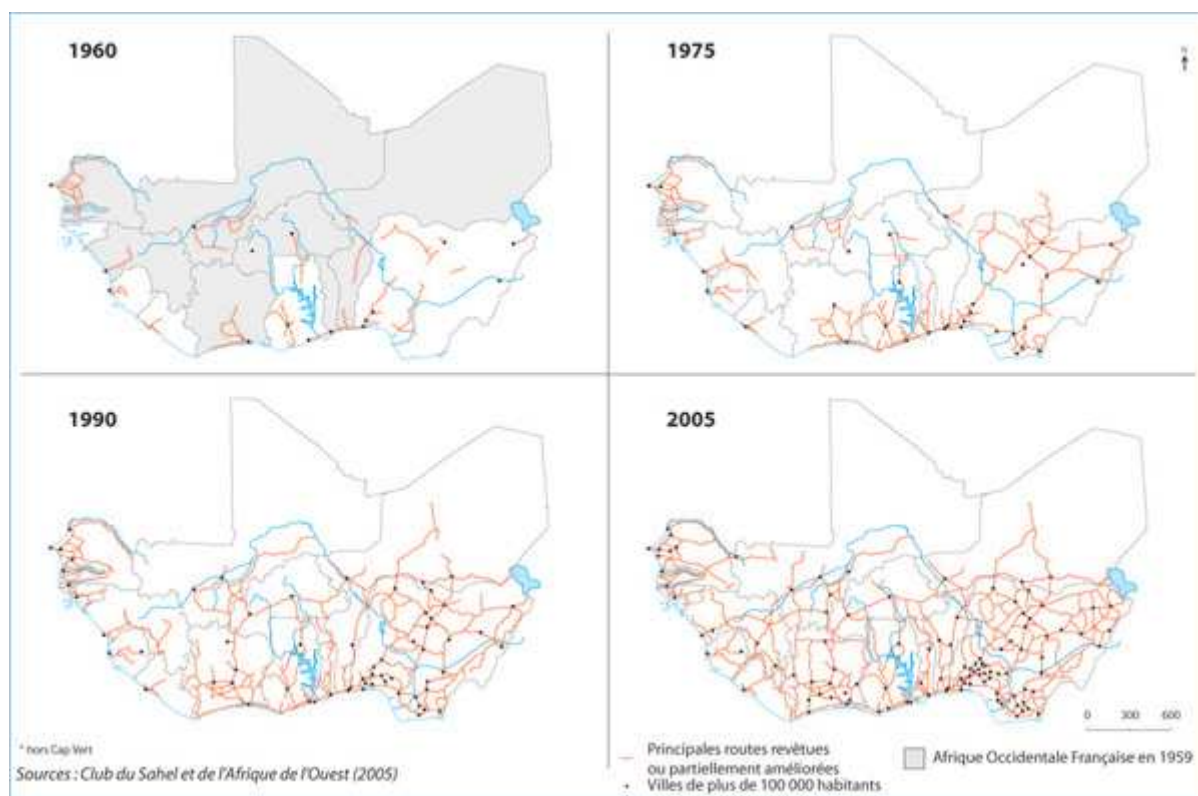 1960
1975
N
1990
2005
0 300 600
* hors Cap Vert
Sources : Club du Sahel et de l'Afrique de l'Ouest (2005)
Principales routes revêtues
ou partiellement améliorées
Villes de plus de 100 000 habitants
Afrique Occidentale Française en 1959